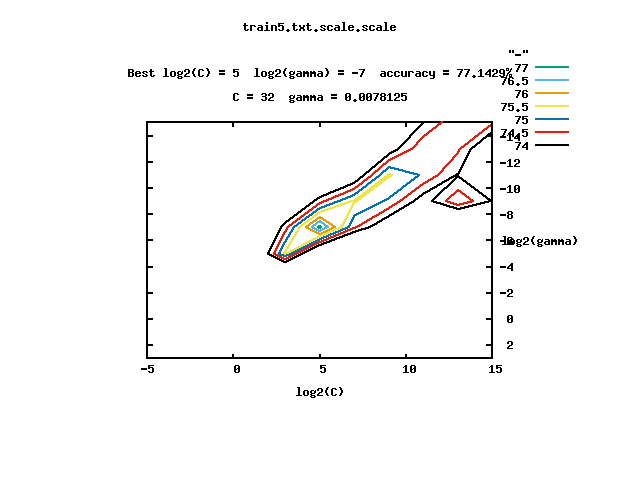 train5.txt.scale.scale
"-"
Best log2(C) = 5  log2(gamma) = -7  accuracy = 77.1429%
C = 32  gamma = 0.0078125
77
76.5
76
75.5
75
74.5
74
-14
-12
-10
-8
-6
log2(gamma)
-4
-2
0
2
-5 0 5 10 15
log2(C)